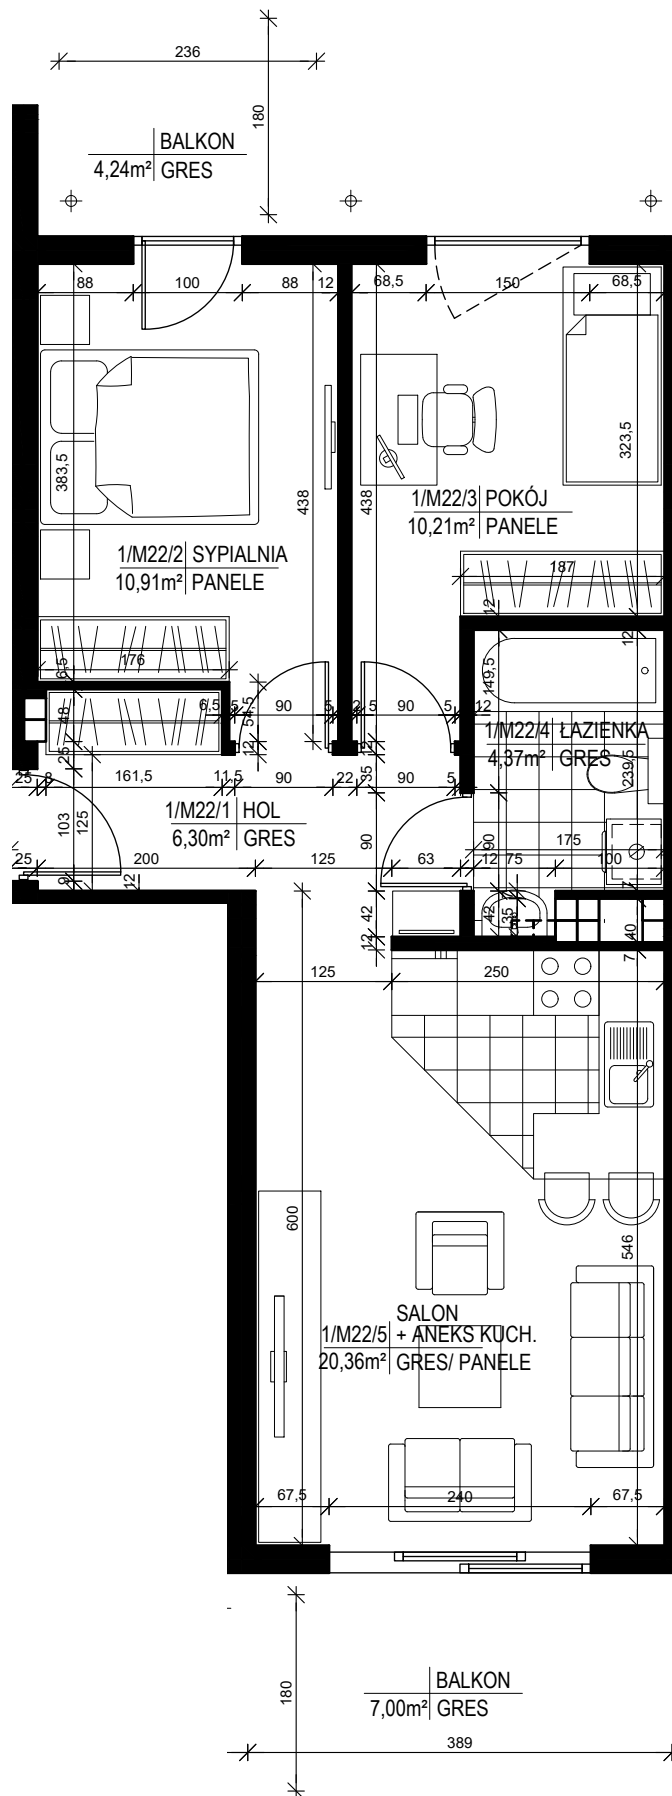 236
180
BALKON
4,24m² GRES
88 100 88 12 68,5 150 68,5
383,5
438
438
323,5
1/M22/3 POKÓJ
10,21m² PANELE
1/M22/2 SYPIALNIA
10,91m² PANELE
187
12
12
176
6,5
149,5
48
6,5
90
5
5
90
5
12
54,5
12
1/M22/4 ŁAZIENKA
4,37m² GRES
239,5
25
25 8 161,5 11,5 90 22 90 5
35
1/M22/1 HOL
6,30m² GRES
103
125
90
90
175
25 200 125 63 12 75 100
9
12
7
42
12
42
35
40
7
125 250
600
546
SALON
1/M22/5 + ANEKS KUCH.
20,36m² GRES/ PANELE
67,5 240 67,5
180
BALKON
7,00m² GRES
389